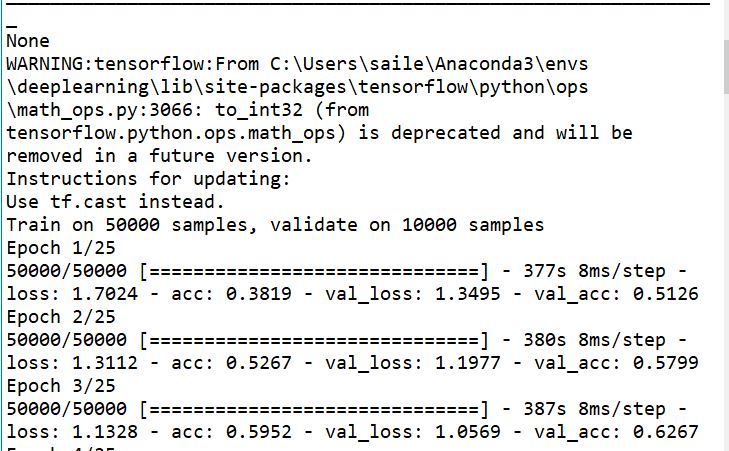 _
None
WARNING:tensorflow:From C:\Users\saile\Anaconda3\envs
\deeplearning\lib\site-packages\tensorflow\python\ops
\math_ops.py:3066: to_int32 (from
tensorflow.python.ops.math_ops) is deprecated and will be
removed in a future version.
Instructions for updating:
Use tf.cast instead.
Train on 50000 samples, validate on 10000 samples
Epoch 1/25
50000/50000 [==============================] - 377s 8ms/step -
loss: 1.7024 - acc: 0.3819 - val_loss: 1.3495 - val_acc: 0.5126
Epoch 2/25
50000/50000 [==============================] - 380s 8ms/step -
loss: 1.3112 - acc: 0.5267 - val_loss: 1.1977 - val_acc: 0.5799
Epoch 3/25
50000/50000 [==============================] - 387s 8ms/step -
loss: 1.1328 - acc: 0.5952 - val_loss: 1.0569 - val_acc: 0.6267